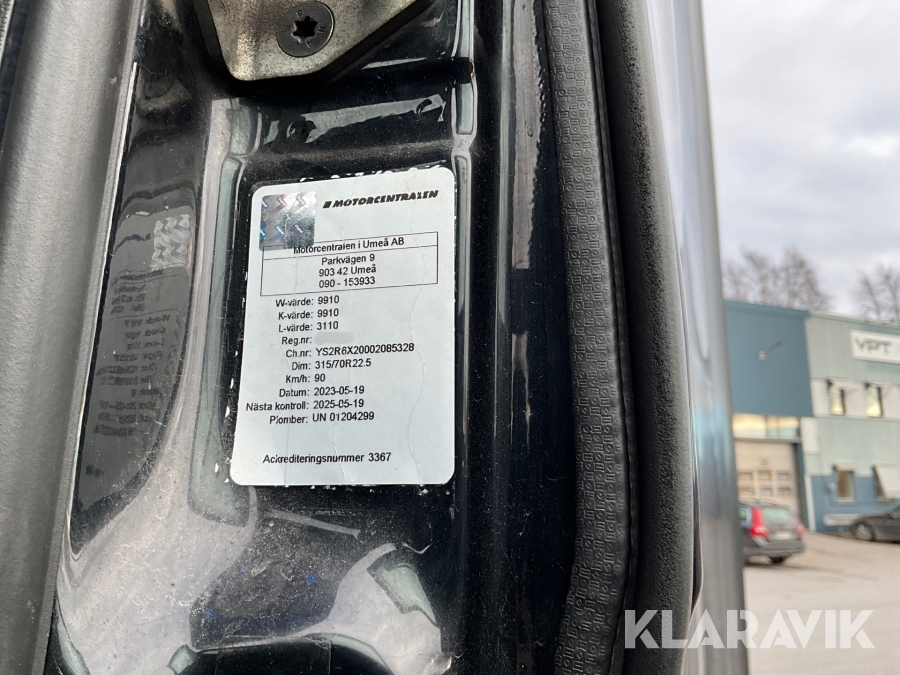 MOTORCENTRALEN
Motorcentralen i Umeå AB
Parkvägen 9
903 42 Umeå
090 - 153933
W-värde: 9910
K-värde: 9910
L-värde: 3110
Reg.nr:
Ch.nr: YS2R6X20002085328
Dim: 315/70R22.5
Km/h: 90
Datum: 2023-05-19
Nästa kontroll: 2025-05-19
Plomber: UN 01204299
Ackrediteringsnummer 3367
VPT
KLARAVIK